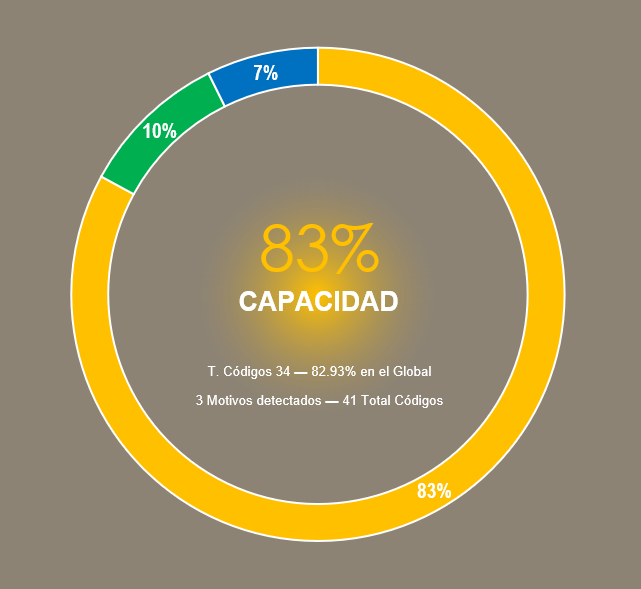 7%
10%
83%
CAPACIDAD
T. Códigos 34 — 82.93% en el Global
3 Motivos detectados — 41 Total Códigos
83%